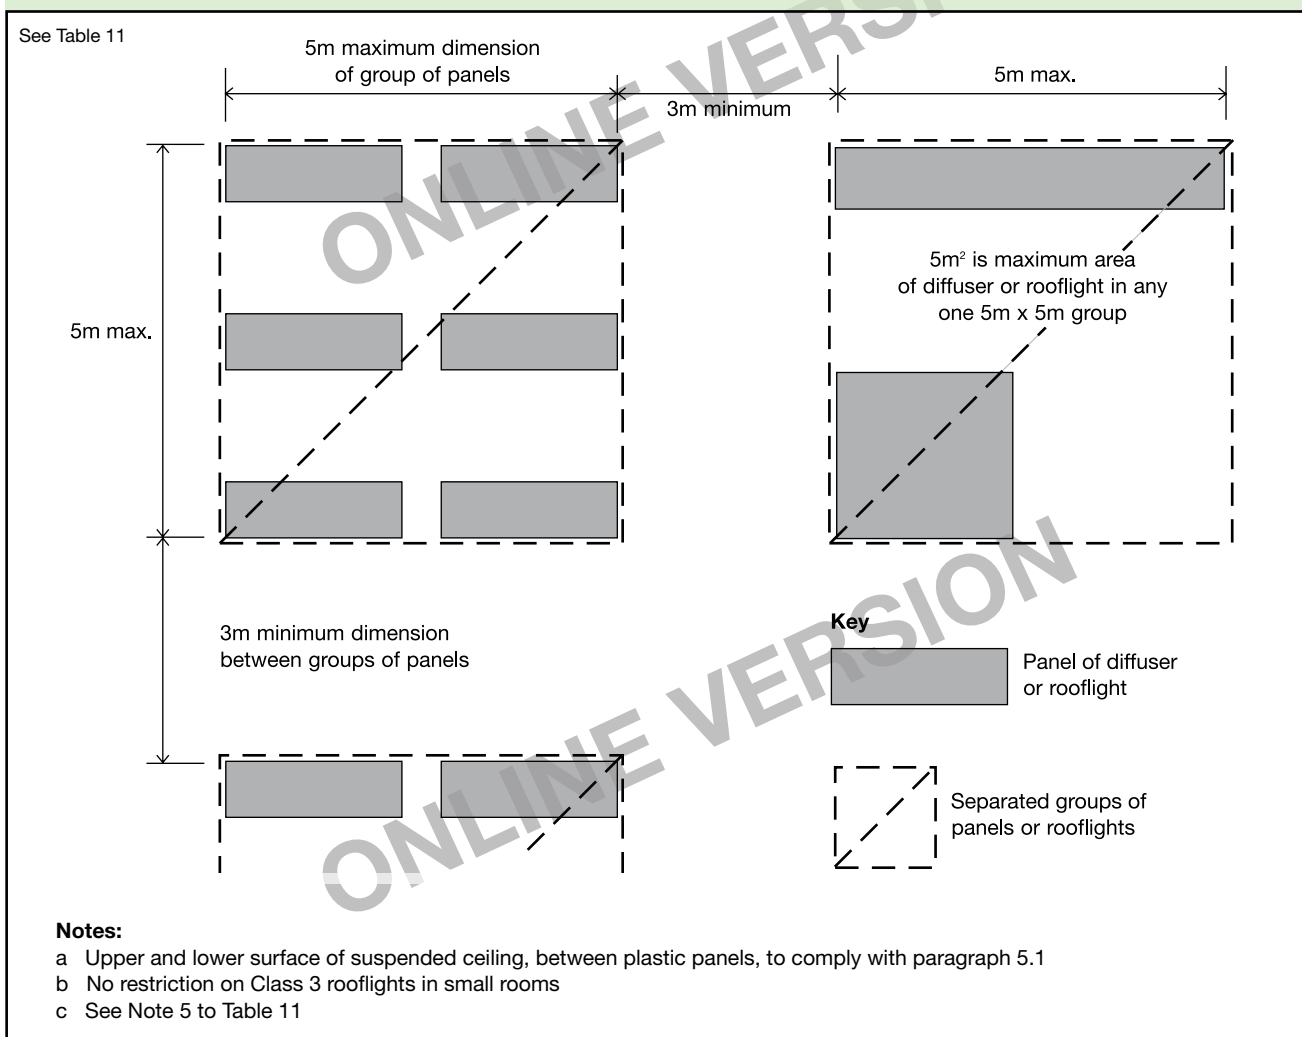 See Table 11
5m maximum dimension
of group of panels
3m minimum
5m max.
ONLINE VERSION
5m max.
5m² is maximum area
of diffuser or rooflight in any
one 5m x 5m group
3m minimum dimension
between groups of panels
Key
Panel of diffuser
or rooflight
ONLINE VERSION
Separated groups of
panels or rooflights
Notes:
a Upper and lower surface of suspended ceiling, between plastic panels, to comply with paragraph 5.1
b No restriction on Class 3 rooflights in small rooms
c See Note 5 to Table 11